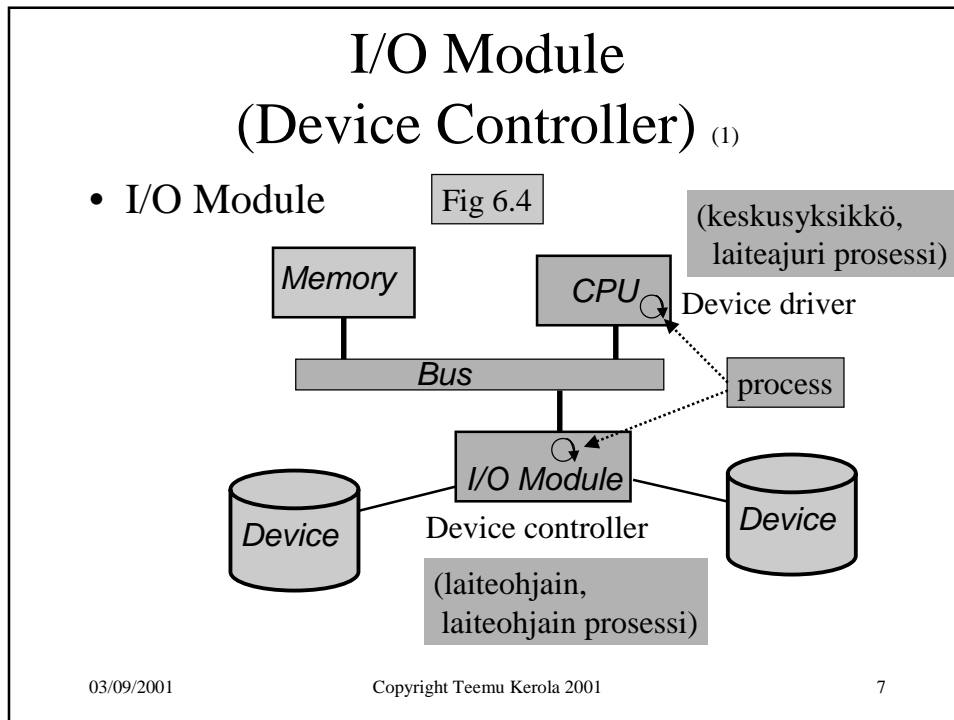 I/O Module
(Device Controller) (1)
• I/O Module
Fig 6.4
(keskusyksikkö,
laiteajuri prosessi)
Memory
CPU
Device driver
Bus
process
I/O Module
Device
Device controller
Device
(laiteohjain,
laiteohjain prosessi)
03/09/2001
Copyright Teemu Kerola 2001
7